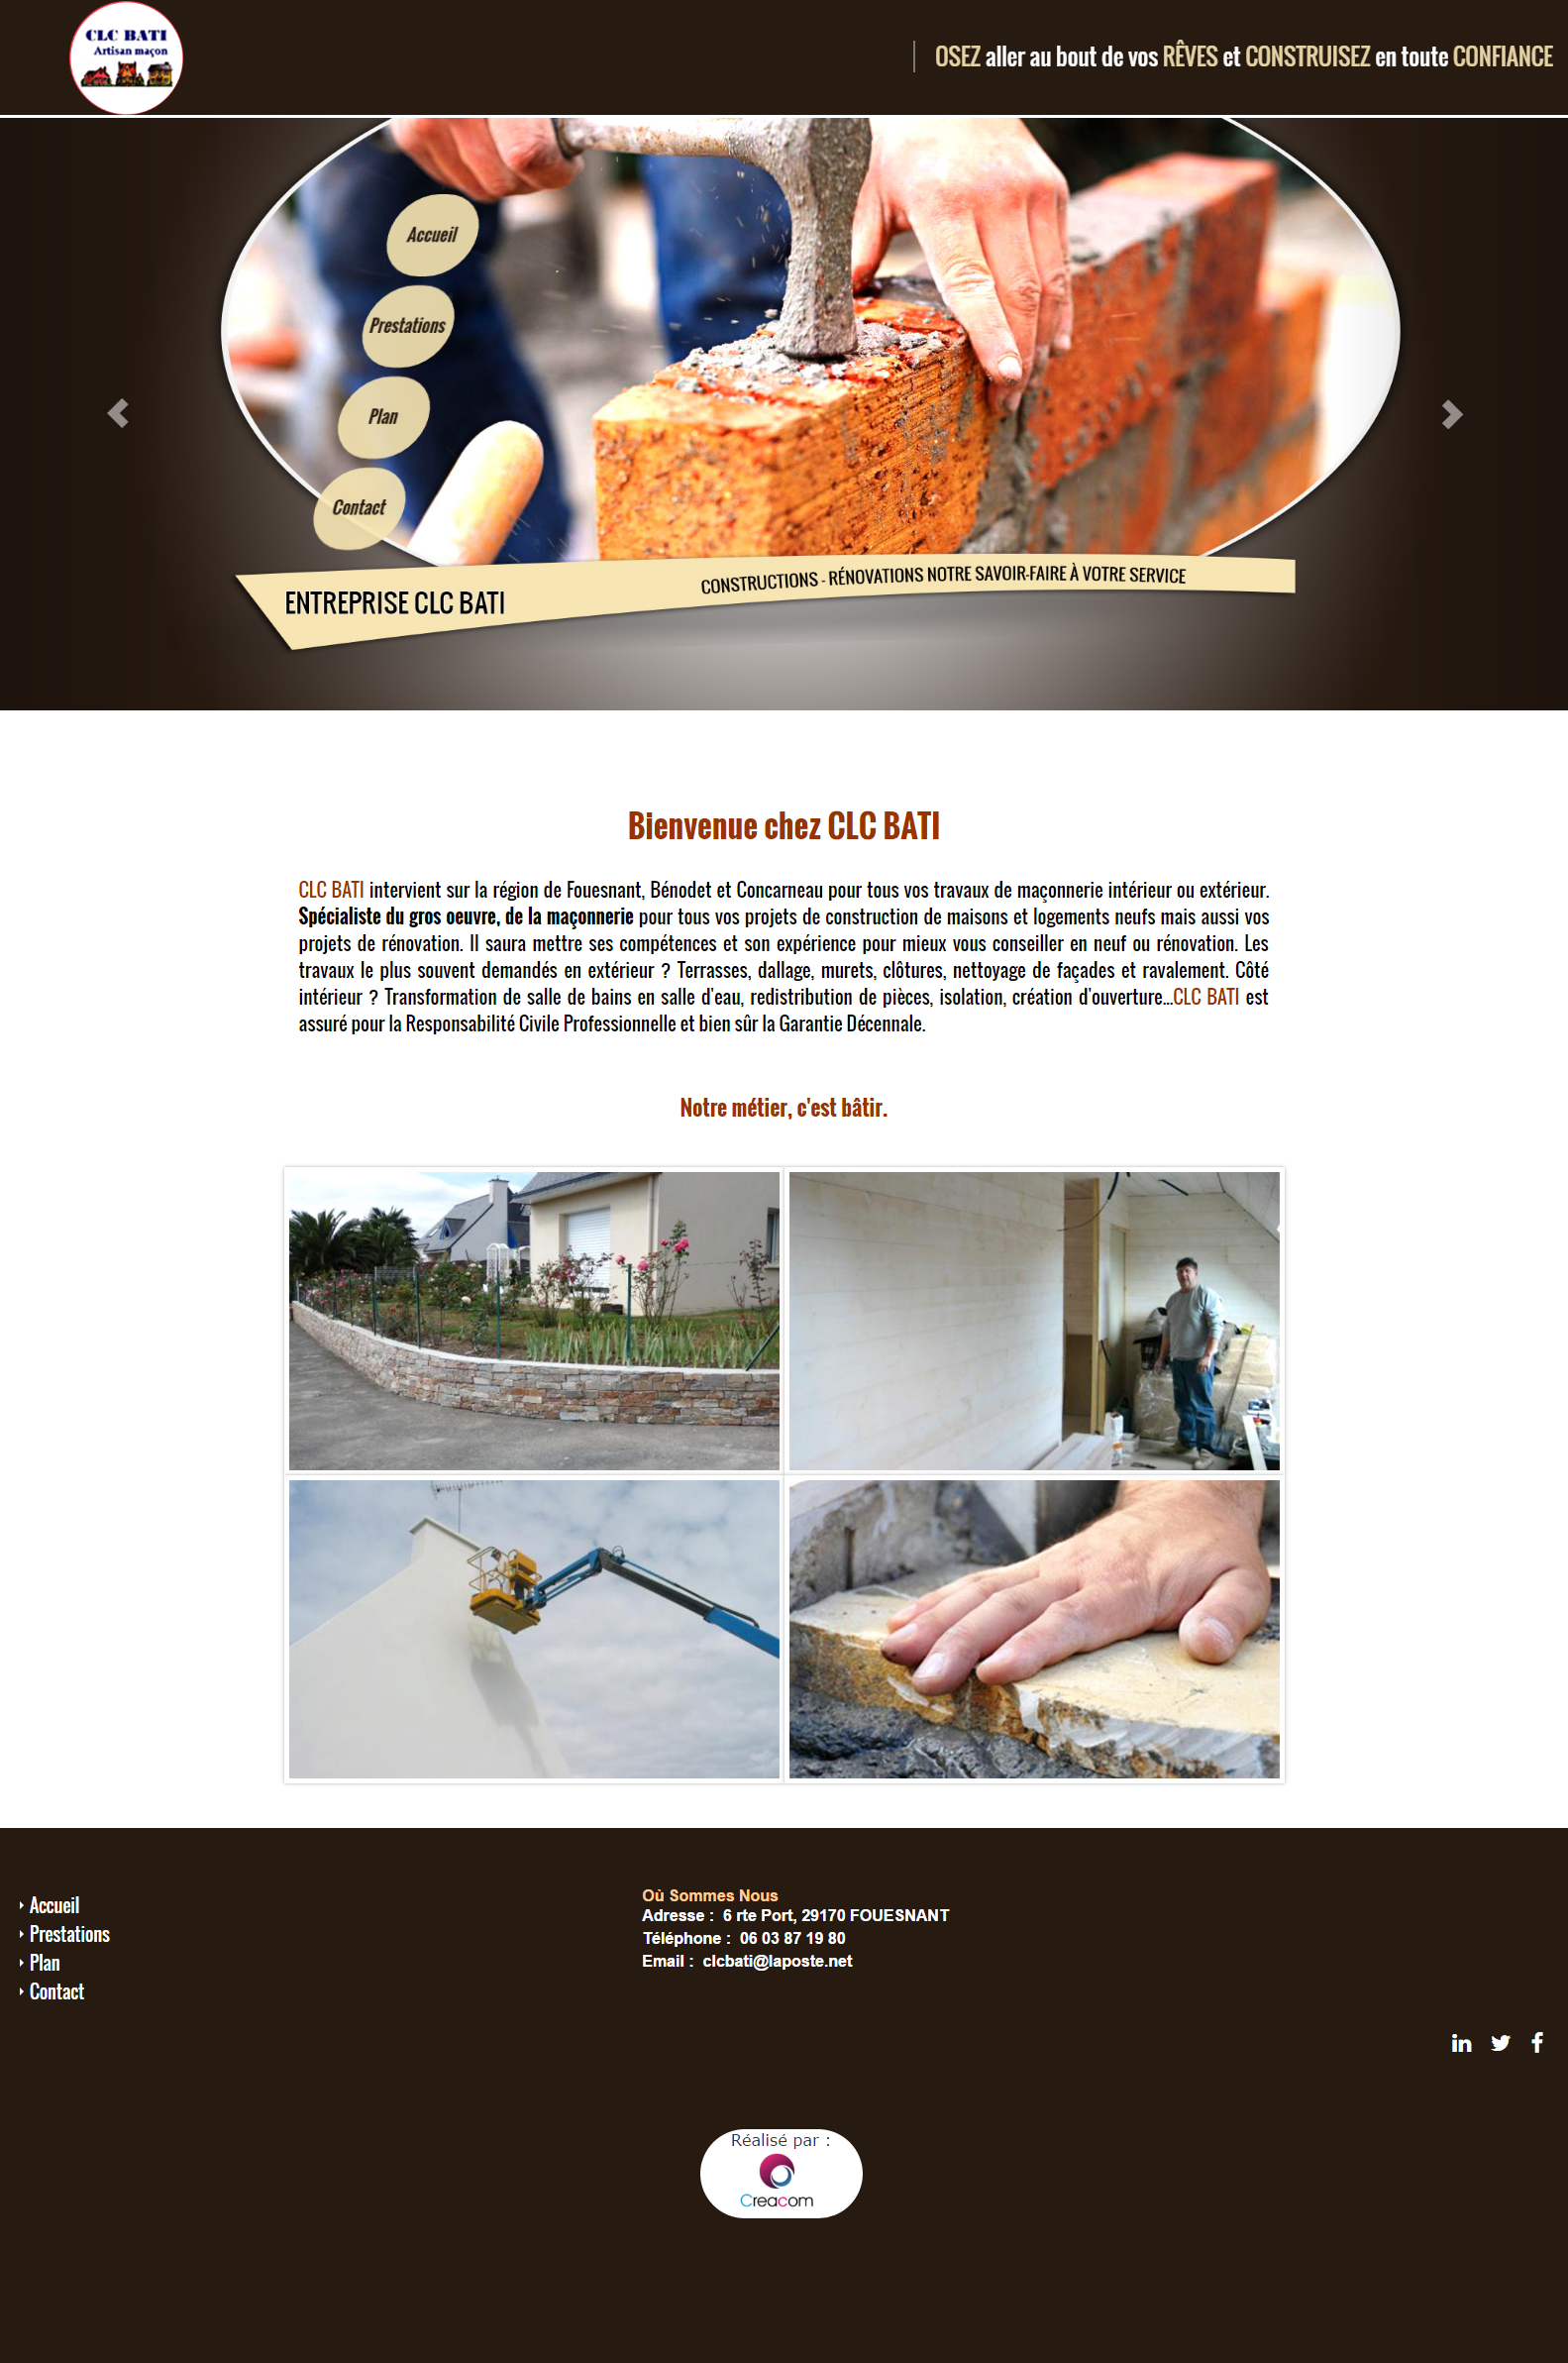 CLC BATI
Artisan maçon
OSEZ aller au bout de vos RÊVES et CONSTRUISEZ en toute CONFIANCE
Accueil
Prestations
Plan
Contact
ENTREPRISE CLC BATI
CONSTRUCTIONS - RÉNOVATIONS NOTRE SAVOIR-FAIRE À VOTRE SERVICE
Bienvenue chez CLC BATI
CLC BATI intervient sur la région de Fouesnant, Bénodet et Concarneau pour tous vos travaux de maçonnerie intérieur ou extérieur.
Spécialiste du gros oeuvre, de la maçonnerie pour tous vos projets de construction de maisons et logements neufs mais aussi vos
projets de rénovation. Il saura mettre ses compétences et son expérience pour mieux vous conseiller en neuf ou rénovation. Les
travaux le plus souvent demandés en extérieur ? Terrasses, dallage, murets, clôtures, nettoyage de façades et ravalement. Côté
intérieur ? Transformation de salle de bains en salle d'eau, redistribution de pièces, isolation, création d'ouverture...CLC BATI est
assuré pour la Responsabilité Civile Professionnelle et bien sûr la Garantie Décennale.
Notre métier, c'est bâtir.
Accueil
Prestations
Plan
Contact
Où Sommes Nous
Adresse : 6 rte Port, 29170 FOUESNANT
Téléphone : 06 03 87 19 80
Email : clcbati@laposte.net
Réalisé par :
Creacom